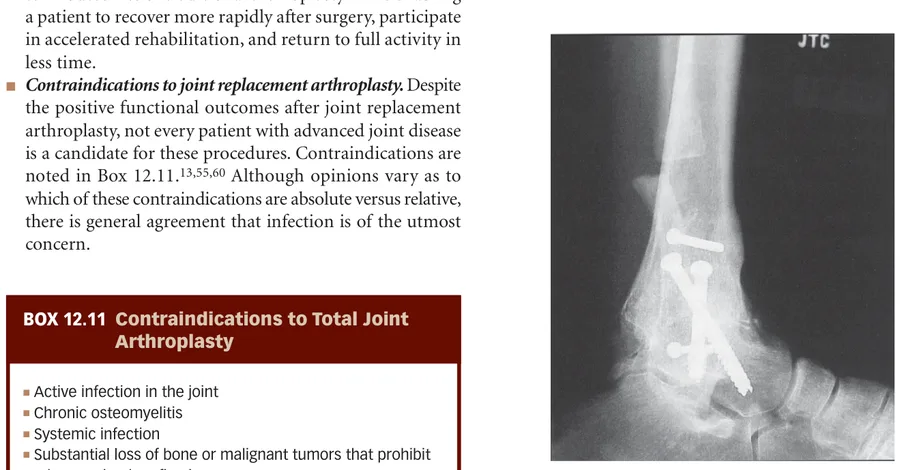 a patient to recover more rapidly after surgery, participate
in accelerated rehabilitation, and return to full activity in
less time.
■ Contraindications to joint replacement arthroplasty. Despite
the positive functional outcomes after joint replacement
arthroplasty, not every patient with advanced joint disease
is a candidate for these procedures. Contraindications are
noted in Box 12.11.13,55,60 Although opinions vary as to
which of these contraindications are absolute versus relative,
there is general agreement that infection is of the utmost
concern.
BOX 12.11 Contraindications to Total Joint
Arthroplasty
■ Active infection in the joint
■ Chronic osteomyelitis
■ Systemic infection
■ Substantial loss of bone or malignant tumors that prohibit
JTC